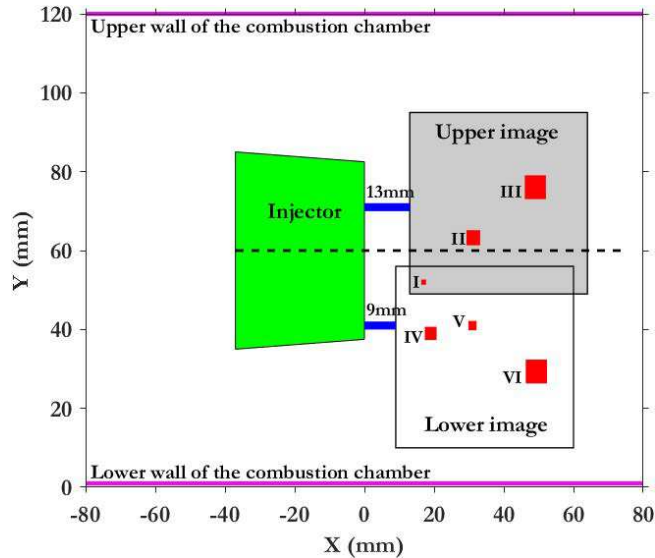 120
Upper wall of the combustion chamber
100
Upper image
80
13mm
III
Injector
II
60
Y (mm)
I
9mm
40
IV
V
VI
20
Lower image
Lower wall of the combustion chamber
0
-80 -60 -40 -20 0 20 40 60 80
X (mm)